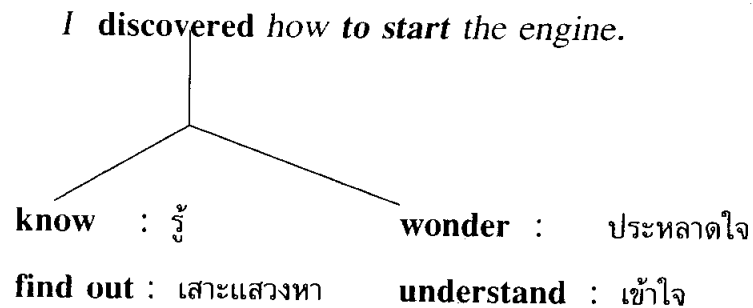 I discovered how to start the engine.
know : รู้ wonder : ประหลาดใจ
find out : เสาะแสวงหา understand : เข้าใจ